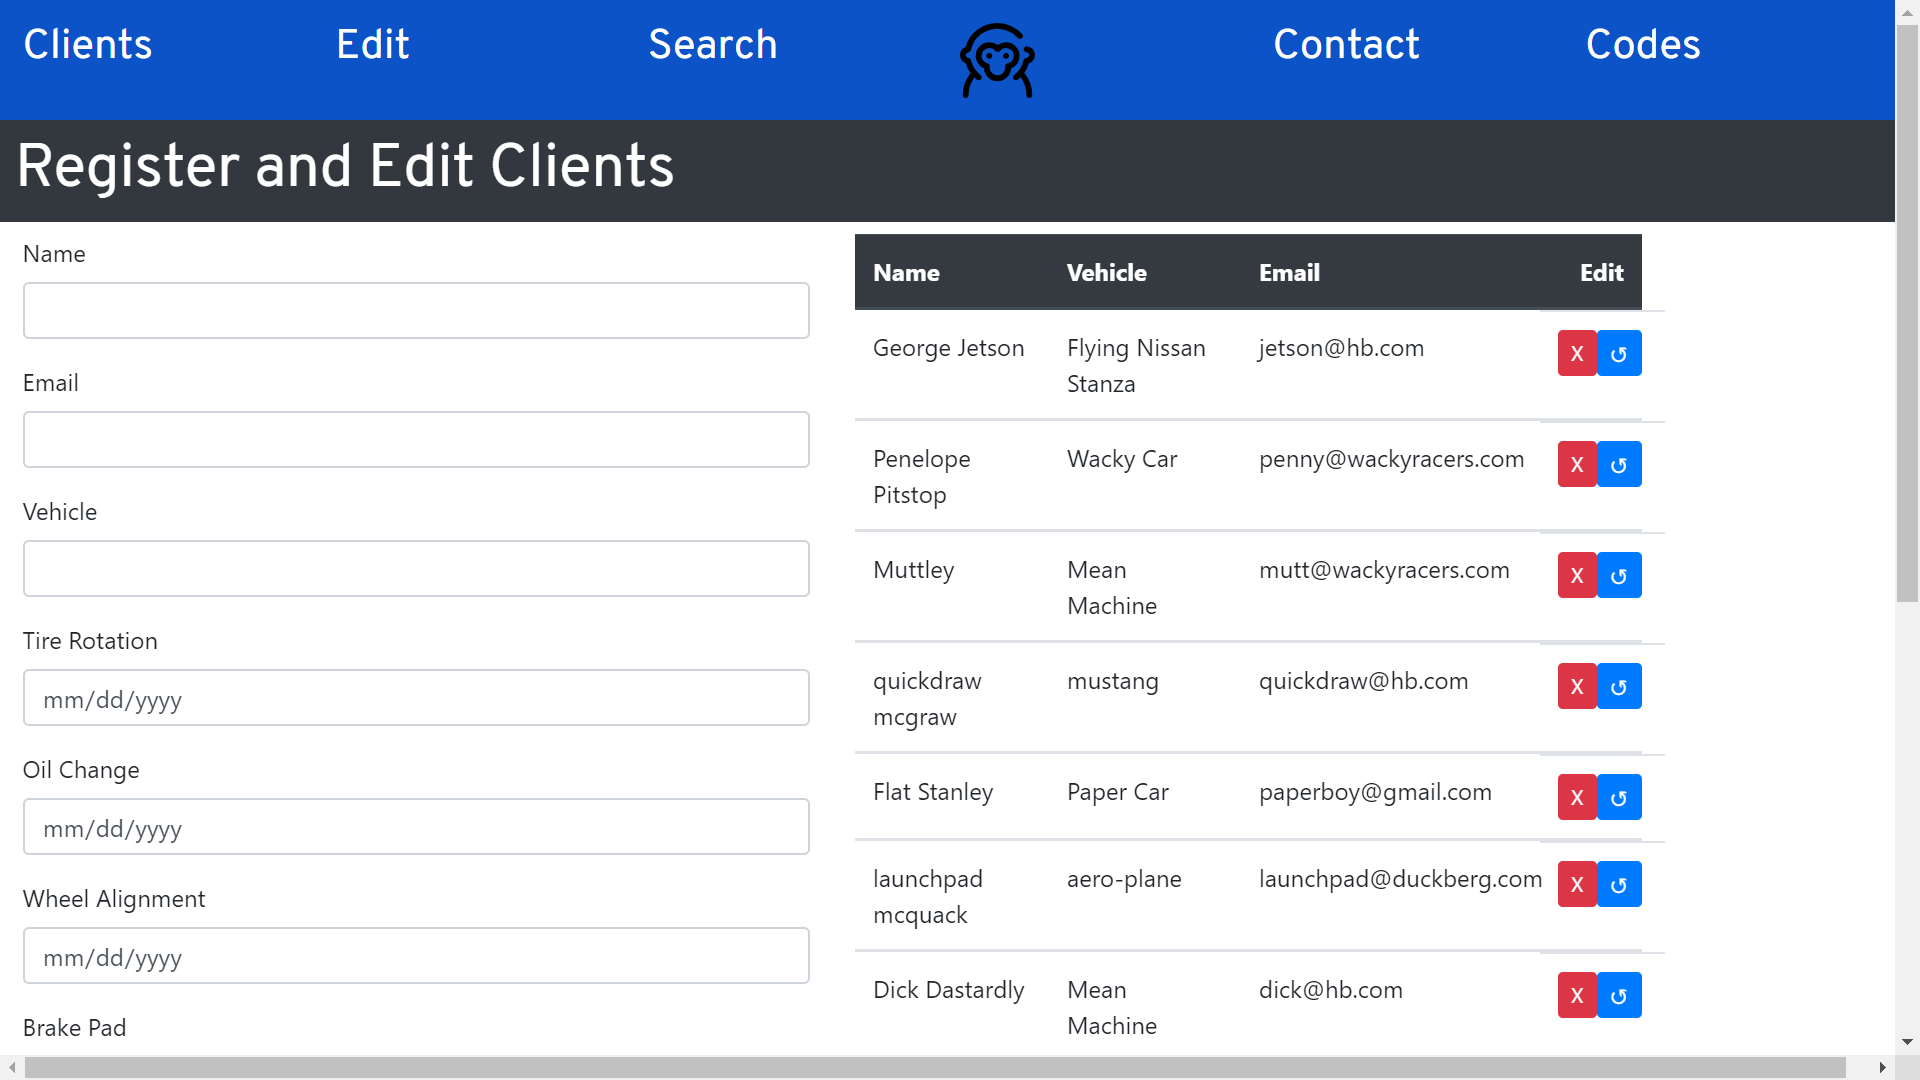 Clients Edit Search Contact Codes
Register and Edit Clients
Name
Email
Vehicle
Tire Rotation
mm/dd/yyyy
Oil Change
mm/dd/yyyy
Wheel Alignment
mm/dd/yyyy
Brake Pad
Name Vehicle Email Edit
George Jetson Flying Nissan jetson@hb.com X ↺
Stanza
Penelope Wacky Car penny@wackyracers.com X ↺
Pitstop
Muttley Mean mutt@wackyracers.com X ↺
Machine
quickdraw mustang quickdraw@hb.com X ↺
mcgraw
Flat Stanley Paper Car paperboy@gmail.com X ↺
launchpad aero-plane launchpad@duckberg.com X ↺
mcquack
Dick Dastardly Mean dick@hb.com X ↺
Machine